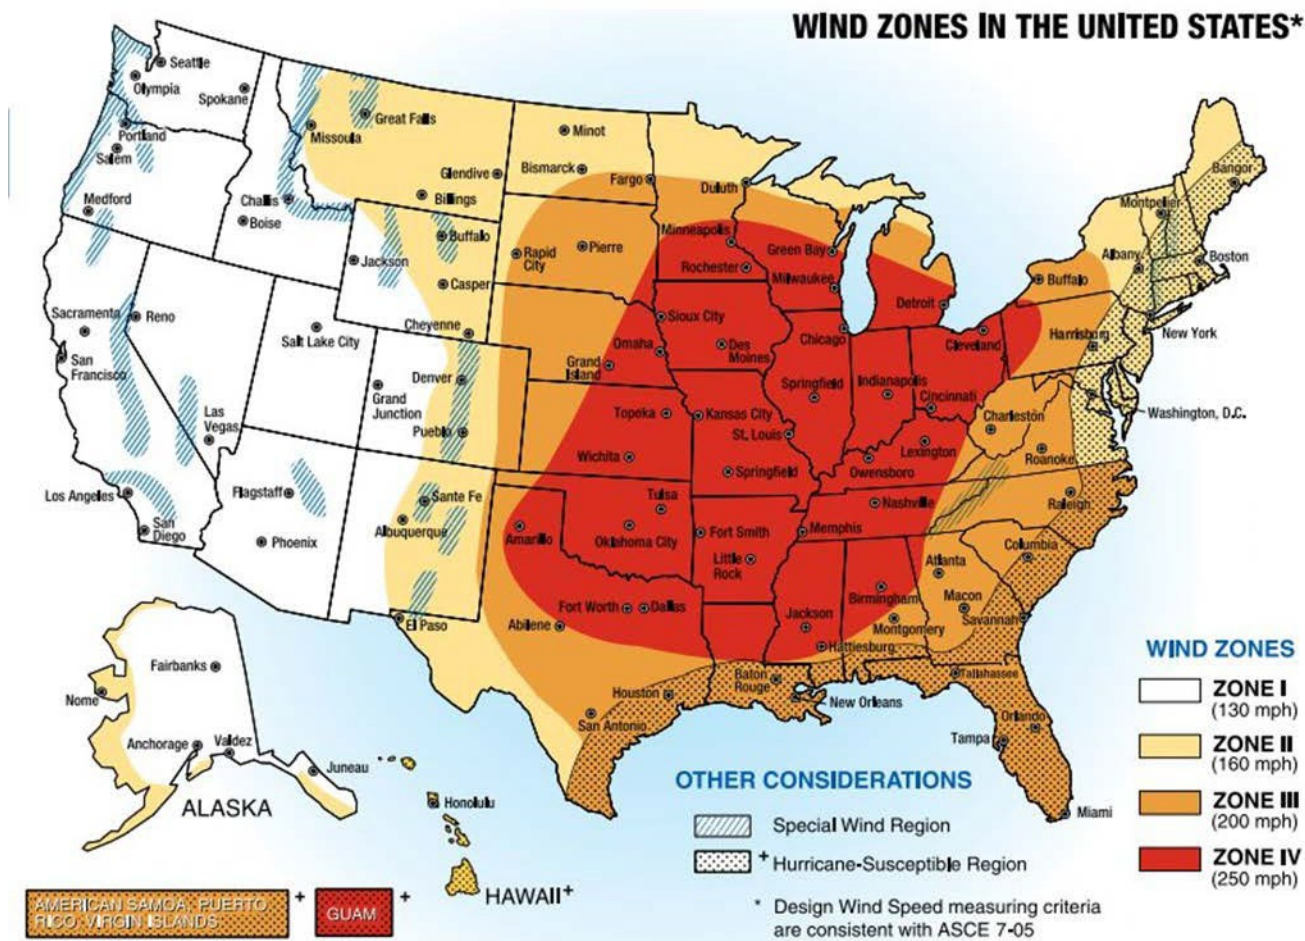 WIND ZONES IN THE UNITED STATES*
Seattle
Olympia
Spokane
Portland
Salem
Medford
Missoula
Great Falls
Glendive
Billings
Challis
Boise
Minot
Bismarck
Fargo
Duluth
Bangor
Montpelier
Albany
Boston
Buffalo
Jackson
Casper
Cheyenne
Rapid
City
Pierre
Minneapolis
Rochester
Green Bay
Milwaukee
Detroit
Buffalo
New York
Sacramento
Reno
San
Francisco
Salt Lake City
Las
Vegas
Denver
Grand
Junction
Pueblo
Sioux City
Omaha
Grand
Island
Des
Moines
Chicago
Cleveland
Harrisburg
Springfield
Indianapolis
Cincinnati
Charleston
Washington, D.C.
Topeka
Kansas City
St. Louis
Wichita
Springfield
Lexington
Owensboro
Roanoke
Los Angeles
San
Diego
Flagstaff
Phoenix
Sante Fe
Albuquerque
Amarillo
Tulsa
Oklahoma City
Fort Smith
Little
Rock
Memphis
Nashville
Raleigh
Columbia
Atlanta
Macon
Savannah
Birmingham
Montgomery
El Paso
Abilene
Fort Worth
Dallas
Jackson
Hattiesburg
Houston
San Antonio
Baton
Rouge
New Orleans
Tallahassee
Orlando
Tampa
Miami
Fairbanks
Nome
Anchorage
Valdez
Juneau
ALASKA
Honolulu
HAWAII+
WIND ZONES
ZONE I
(130 mph)
ZONE II
(160 mph)
ZONE III
(200 mph)
ZONE IV
(250 mph)
OTHER CONSIDERATIONS
Special Wind Region
+ Hurricane-Susceptible Region
* Design Wind Speed measuring criteria
are consistent with ASCE 7-05
AMERICAN SAMOA, PUERTO
RICO, VIRGIN ISLANDS
+
GUAM
+